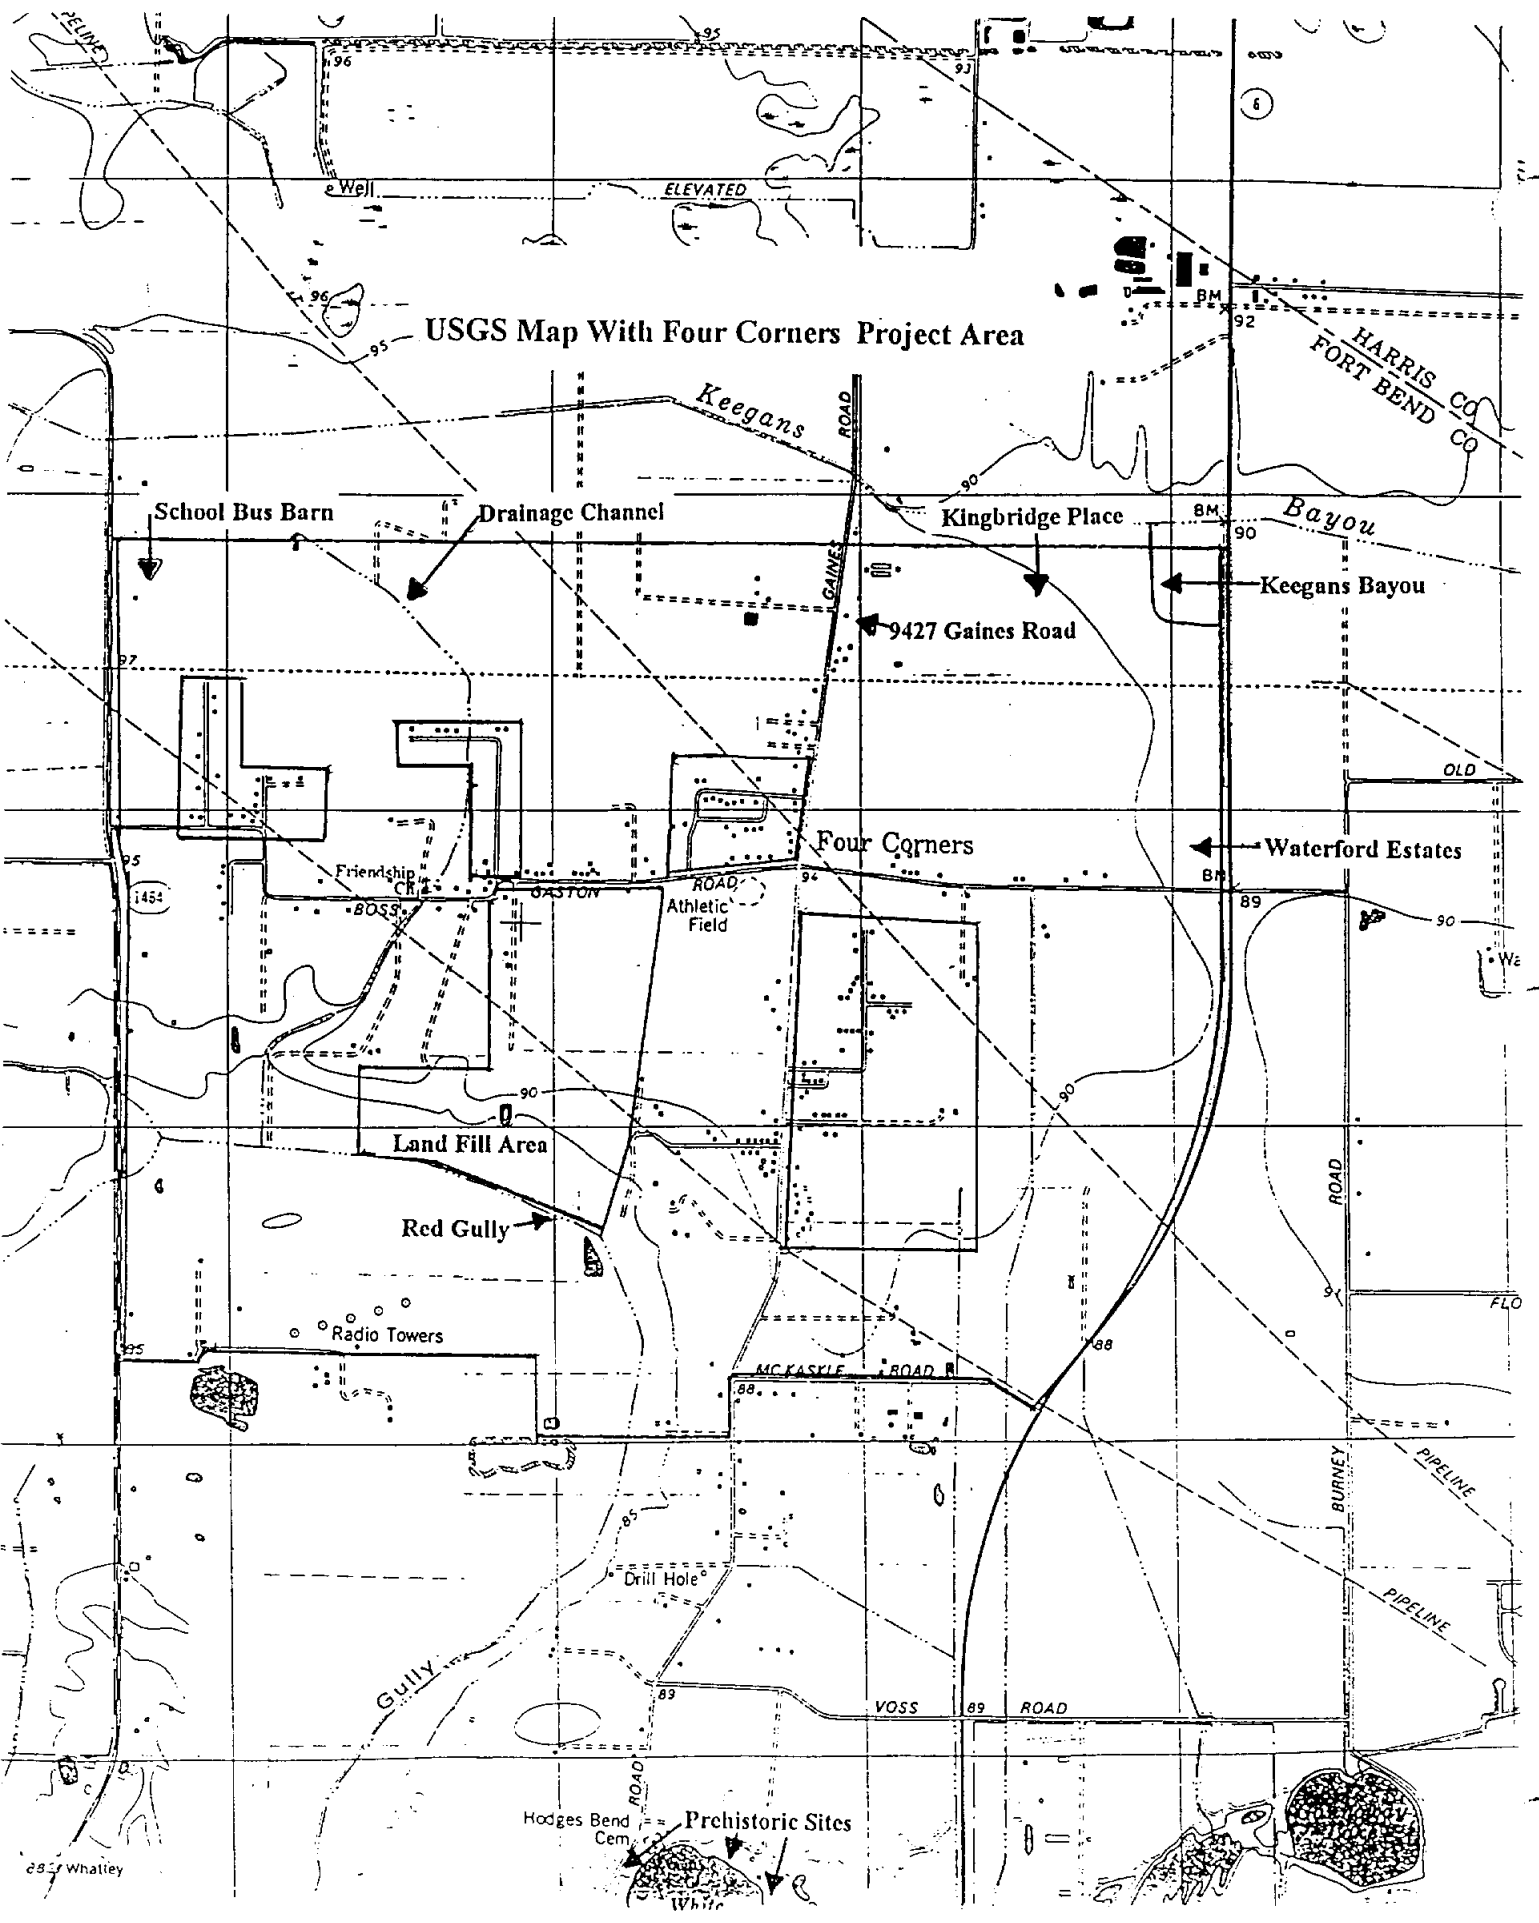 95
96
93
6
Well
ELEVATED
96
BM
92
USGS Map With Four Corners Project Area
95
HARRIS CO
FORT BEND CO
Keegans
ROAD
90
School Bus Barn
Drainage Channel
Kingbridge Place
BM
Bayou
90
GAINES
Keegans Bayou
9427 Gaines Road
97
OLD
Four Corners
Waterford Estates
95
Friendship
Ch
1464
GASTON
ROAD
94
BM
89
BOSS
Athletic
Field
90
90
90
Land Fill Area
ROAD
Red Gully
91
FLO
Radio Towers
85
88
MC KASKLE ROAD
88
BURNEY
PIPELINE
85
Drill Hole
PIPELINE
Gully
89
VOSS
89
ROAD
ROAD
Hodges Bend
Cem
Prehistoric Sites
Whatley
White